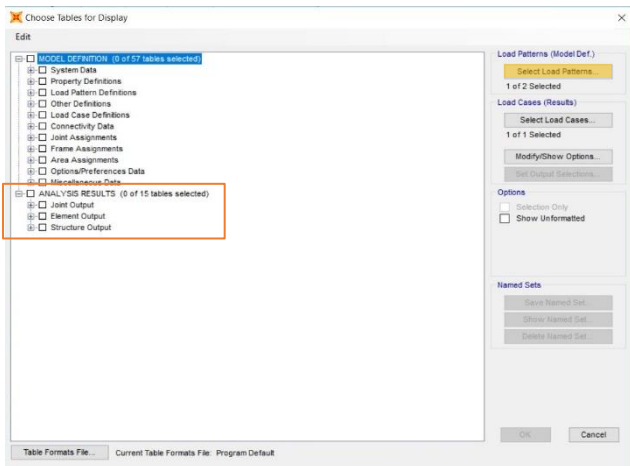 Choose Tables for Display
Edit
MODEL DEFINITION (0 of 57 tables selected)
System Data
Property Definitions
Load Pattern Definitions
Other Definitions
Load Case Definitions
Connectivity Data
Joint Assignments
Frame Assignments
Area Assignments
Options/Preferences Data
Miscellaneous Data
ANALYSIS RESULTS (0 of 15 tables selected)
Joint Output
Element Output
Structure Output
Load Patterns (Model Def.)
Select Load Patterns...
1 of 2 Selected
Load Cases (Results)
Select Load Cases...
1 of 1 Selected
Modify/Show Options...
Set Output Selections...
Options
Selection Only
Show Unformatted
Named Sets
Save Named Set...
Show Named Set...
Delete Named Set...
OK
Cancel
Table Formats File...
Current Table Formats File: Program Default